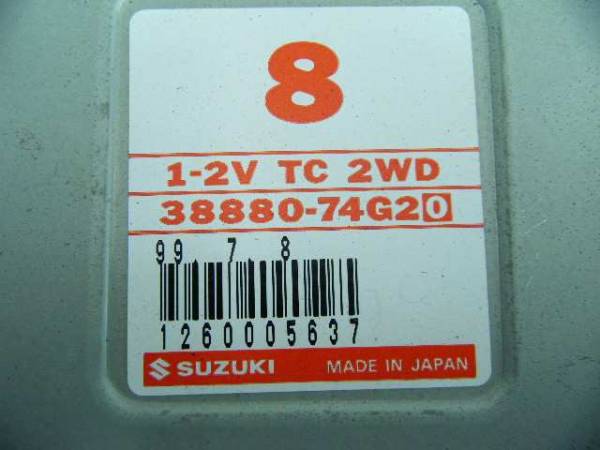 8
1-2V TC 2WD
38880-74G20
99 7 8
1260005637
SUZUKI MADE IN JAPAN